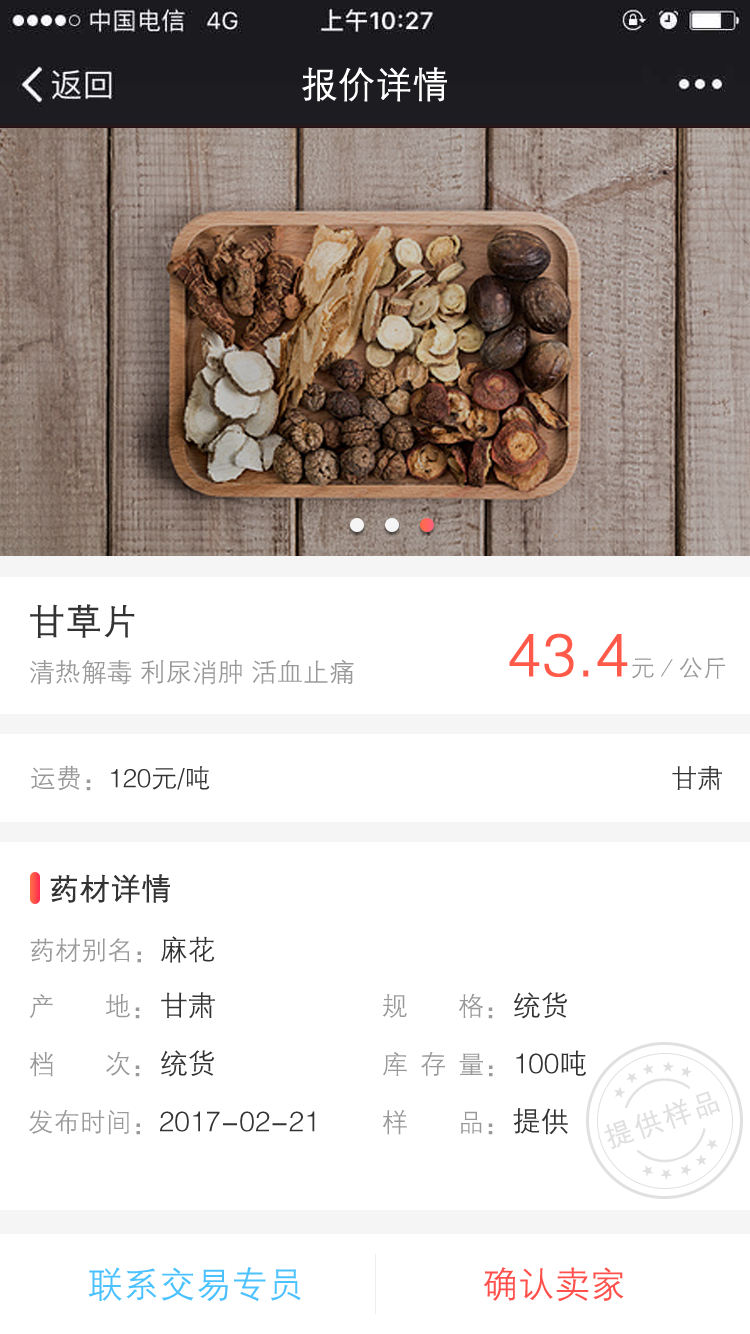 中国电信 4G 上午10:27
返回 报价详情
甘草片
清热解毒 利尿消肿 活血止痛
43.4元/公斤
运费：120元/吨 甘肃
药材详情
药材别名：麻花
产地：甘肃 规格：统货
档次：统货 库存量：100吨
发布时间：2017-02-21 样品：提供
提供样品
联系交易专员 确认卖家